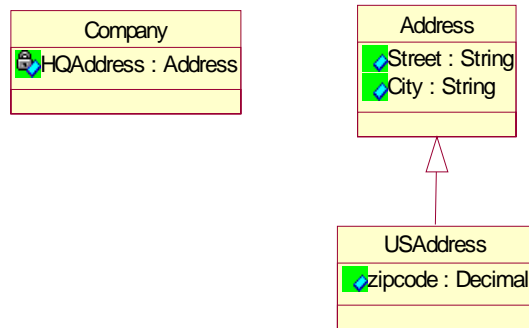 Company
HQAddress : Address
Address
Street : String
City : String
USAddress
zipcode : Decimal